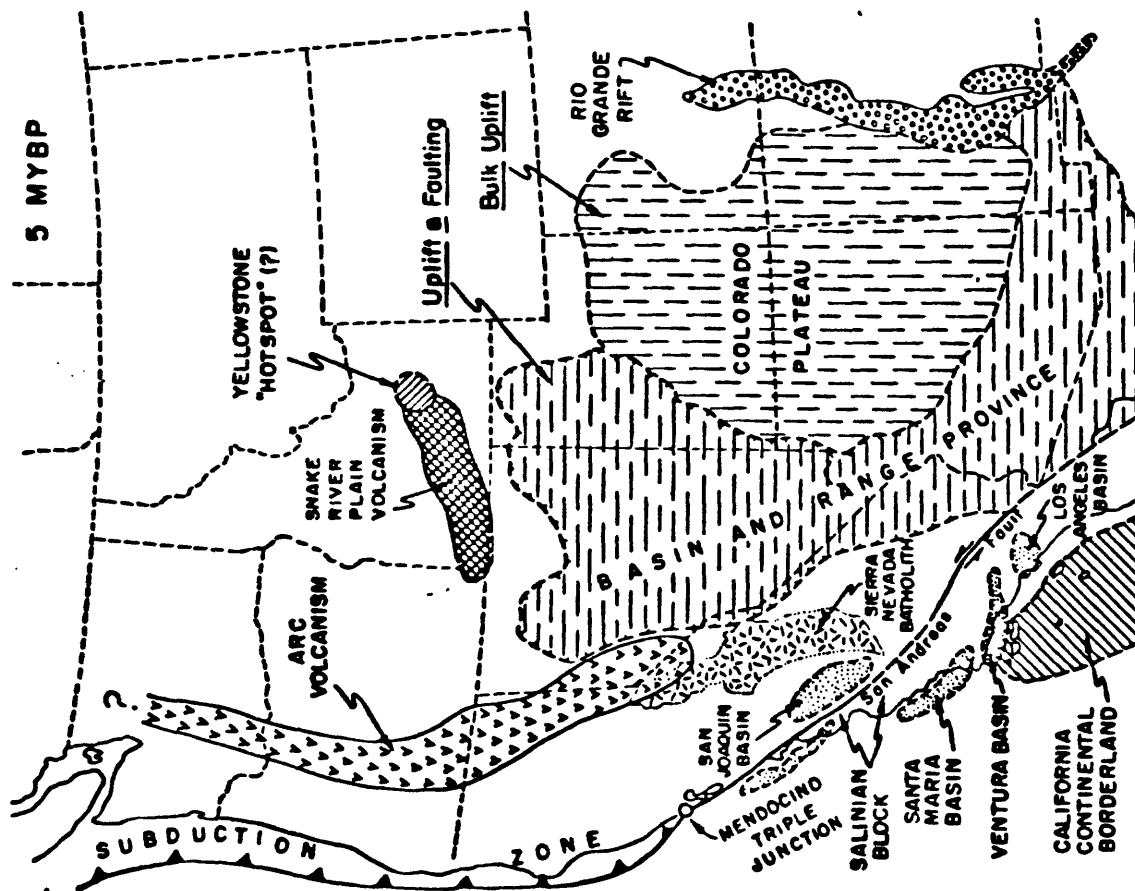 5 MYBP
YELLOWSTONE
"HOTSPOT" (?)
SNAKE
RIVER
PLAIN
VOLCANISM
ARC
VOLCANISM
?
SUBDUCTION ZONE
Uplift & Faulting
Bulk Uplift
RIO
GRANDE
RIFT
COLORADO
PLATEAU
BASIN AND RANGE PROVINCE
SIERRA
NEVADA
BATHOLITH
SAN
JOAQUIN
BASIN
MENDOCINO
TRIPLE
JUNCTION
San Andreas Fault
SALINIAN
BLOCK
SANTA
MARIA
BASIN
VENTURA BASIN
LOS
ANGELES
BASIN
CALIFORNIA
CONTINENTAL
BORDERLAND